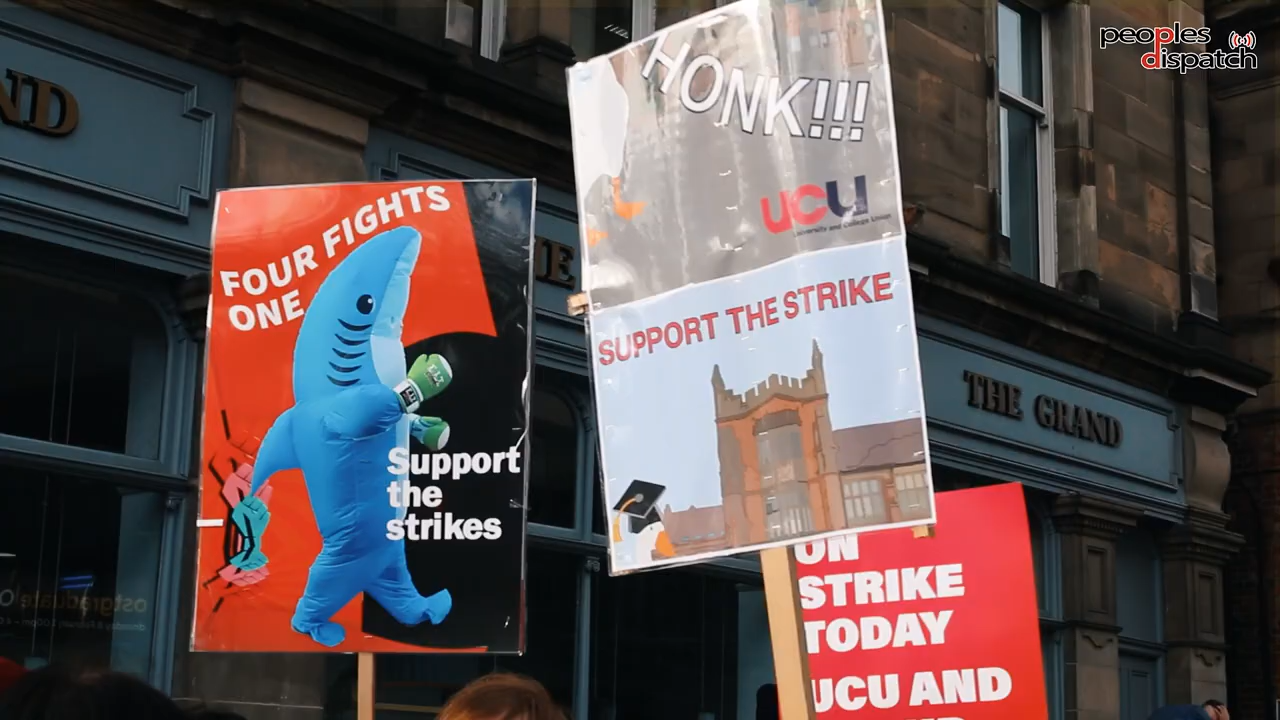 peoples
dispatch
ND
FOUR FIGHTS
ONE
Support
the
strikes
HONK!!!
UCU
University and College Union
SUPPORT THE STRIKE
THE GRAND
ON
STRIKE
TODAY
UCU AND